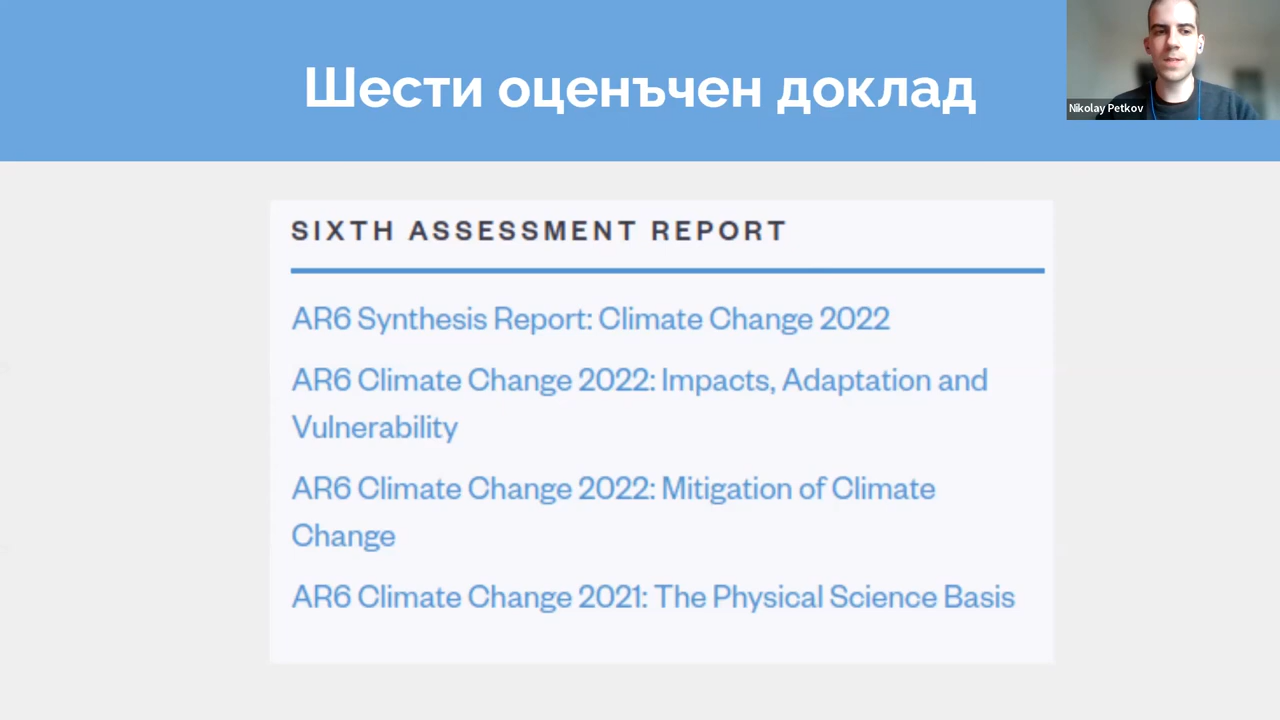 Шести оценъчен доклад
Nikolay Petkov
SIXTH ASSESSMENT REPORT
AR6 Synthesis Report: Climate Change 2022
AR6 Climate Change 2022: Impacts, Adaptation and
Vulnerability
AR6 Climate Change 2022: Mitigation of Climate
Change
AR6 Climate Change 2021: The Physical Science Basis